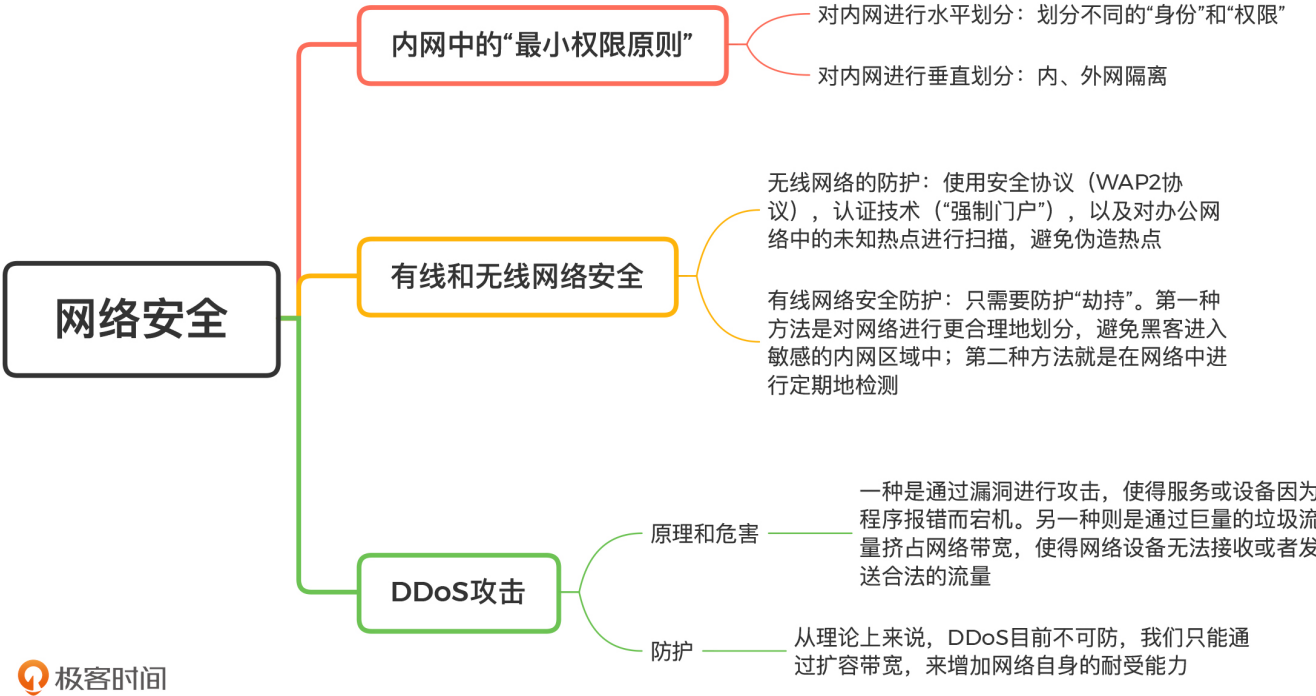 网络安全
内网中的“最小权限原则”
对内网进行水平划分：划分不同的“身份”和“权限”
对内网进行垂直划分：内、外网隔离
有线和无线网络安全
无线网络的防护：使用安全协议（WAP2协
议），认证技术（“强制门户”），以及对办公网
络中的未知热点进行扫描，避免伪造热点
有线网络安全防护：只需要防护“劫持”。第一种
方法是对网络进行更合理地划分，避免黑客进入
敏感的内网区域中；第二种方法就是在网络中进
行定期地检测
DDoS攻击
原理和危害
一种是通过漏洞进行攻击，使得服务或设备因为
程序报错而宕机。另一种则是通过巨量的垃圾流
量挤占网络带宽，使得网络设备无法接收或者发
送合法的流量
防护
从理论上来说，DDoS目前不可防，我们只能通
过扩容带宽，来增加网络自身的耐受能力
极客时间